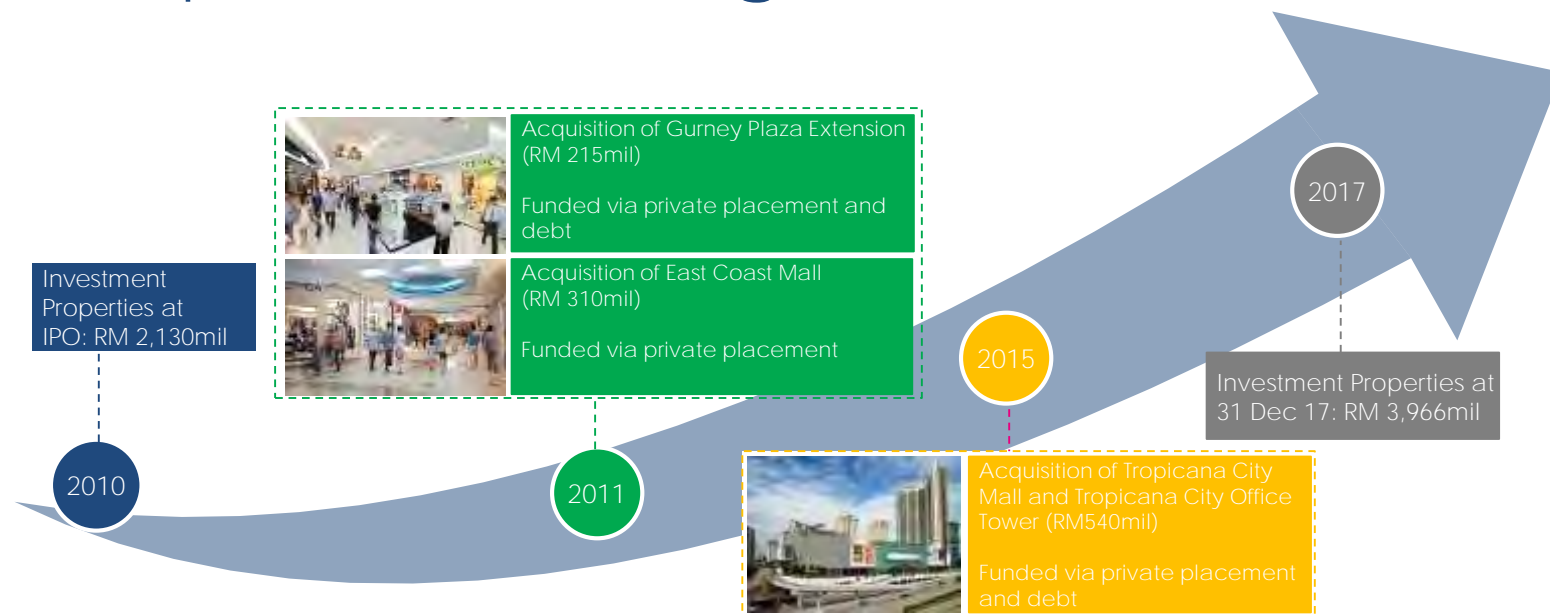 Investment
Properties at
IPO: RM 2,130mil
2010
Acquisition of Gurney Plaza Extension
(RM 215mil)
Funded via private placement and
debt
Acquisition of East Coast Mall
(RM 310mil)
Funded via private placement
2011
2015
Acquisition of Tropicana City
Mall and Tropicana City Office
Tower (RM540mil)
Funded via private placement
and debt
2017
Investment Properties at
31 Dec 17: RM 3,966mil